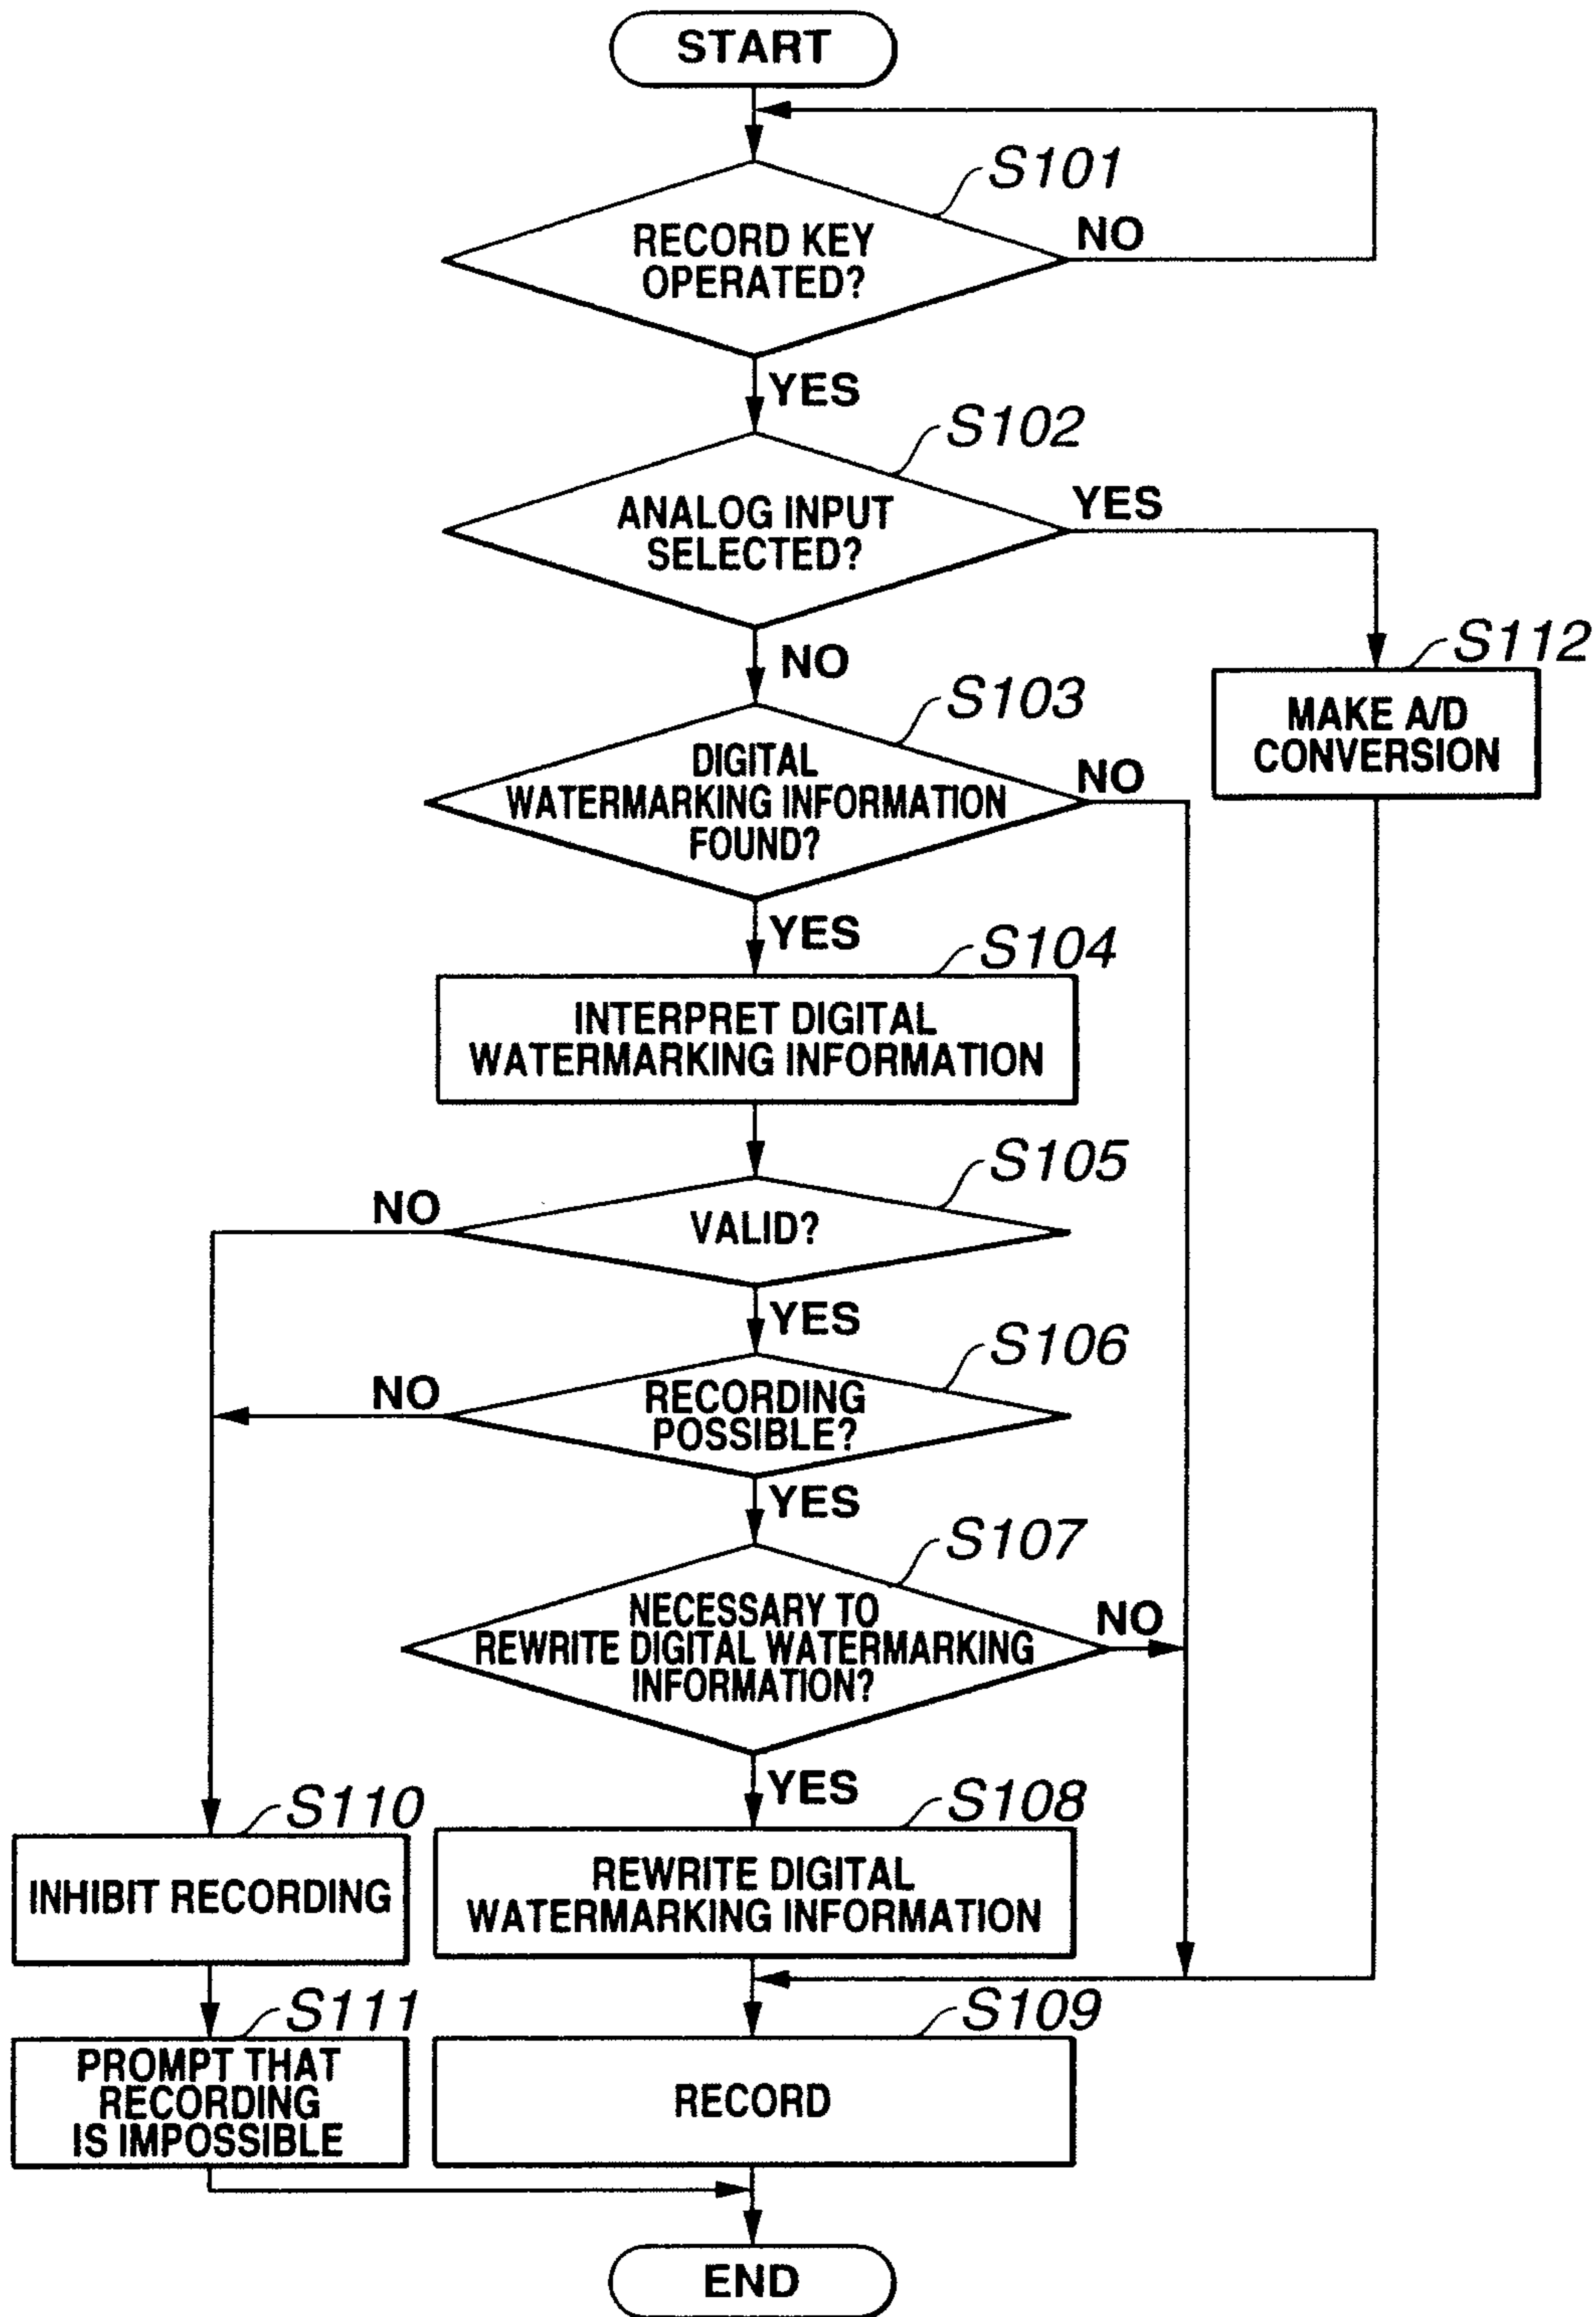 START
S101
RECORD KEY
OPERATED?
NO
YES
S102
ANALOG INPUT
SELECTED?
YES
NO
S112
MAKE A/D
CONVERSION
S103
DIGITAL
WATERMARKING INFORMATION
FOUND?
NO
YES
S104
INTERPRET DIGITAL
WATERMARKING INFORMATION
S105
NO
VALID?
YES
S106
NO
RECORDING
POSSIBLE?
YES
S107
NECESSARY TO
REWRITE DIGITAL WATERMARKING
INFORMATION?
NO
YES
S110
INHIBIT RECORDING
S108
REWRITE DIGITAL
WATERMARKING INFORMATION
S111
PROMPT THAT
RECORDING
IS IMPOSSIBLE
S109
RECORD
END